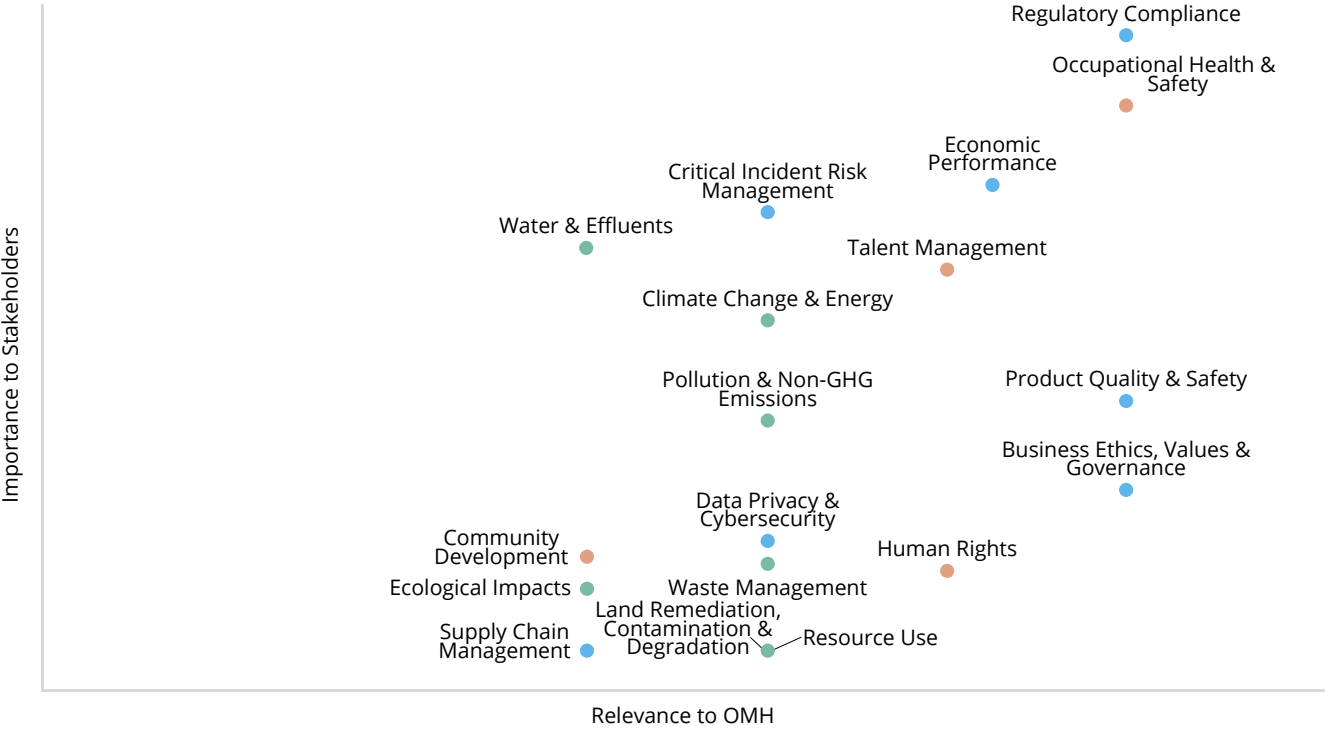 Regulatory Compliance
Occupational Health &
Safety
Economic
Performance
Critical Incident Risk
Management
Water & Effluents
Talent Management
Climate Change & Energy
Pollution & Non-GHG
Emissions
Product Quality & Safety
Business Ethics, Values &
Governance
Data Privacy &
Cybersecurity
Community
Development
Human Rights
Ecological Impacts
Waste Management
Land Remediation,
Contamination &
Degradation
Supply Chain
Management
Resource Use
Importance to Stakeholders
Relevance to OMH